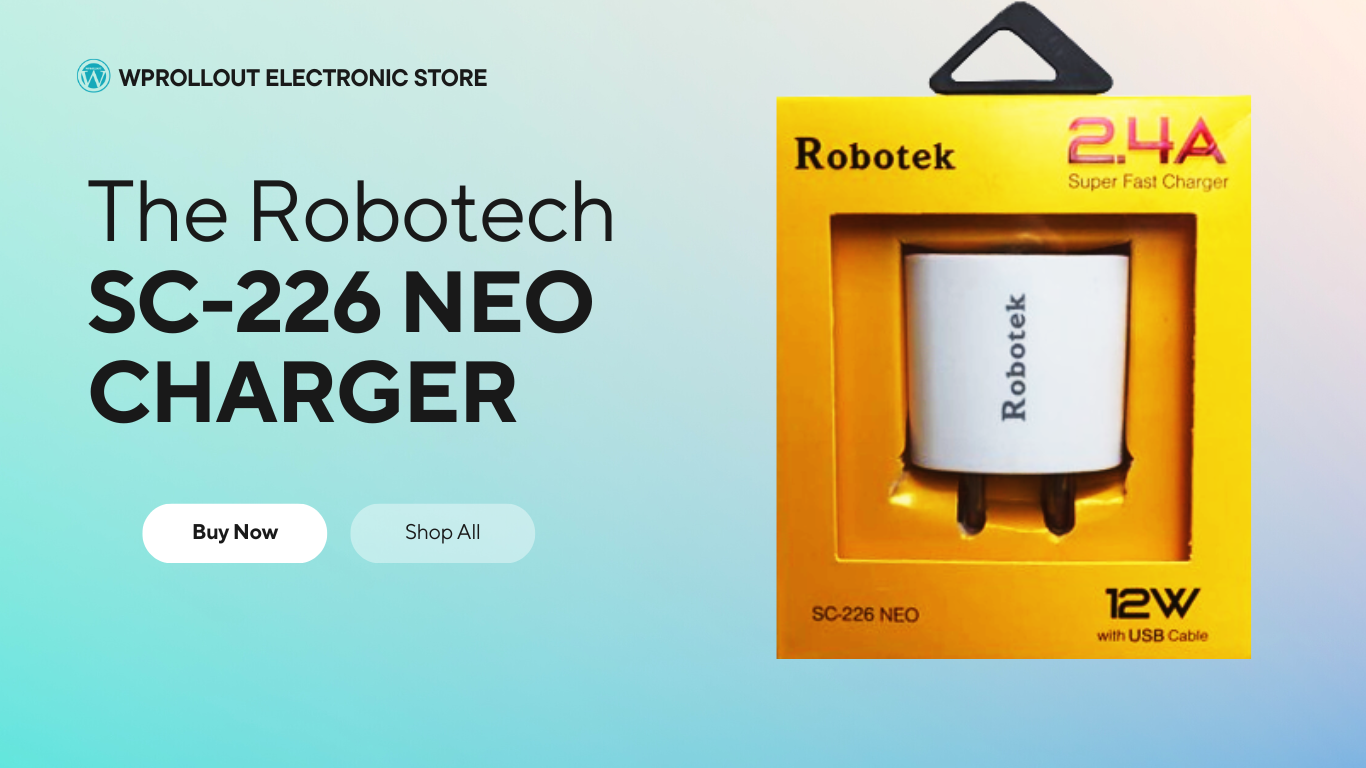 WPROLLOUT ELECTRONIC STORE
The Robotech
SC-226 NEO
CHARGER
Buy Now
Shop All
Robotek
2.4A
Super Fast Charger
Robotek
SC-226 NEO
12W
with USB Cable